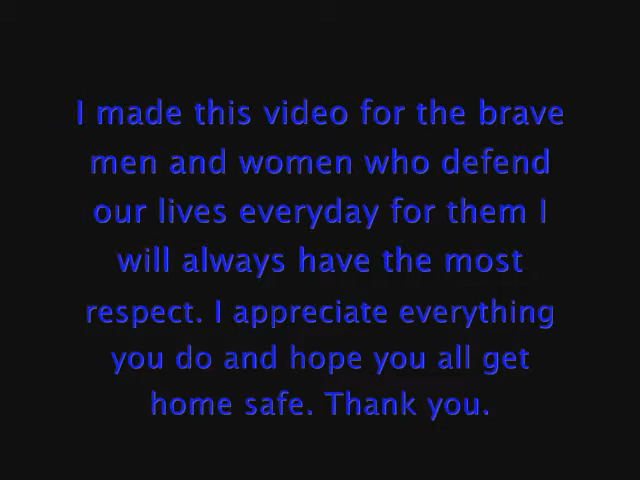 I made this video for the brave
men and women who defend
our lives everyday for them I
will always have the most
respect. I appreciate everything
you do and hope you all get
home safe. Thank you.